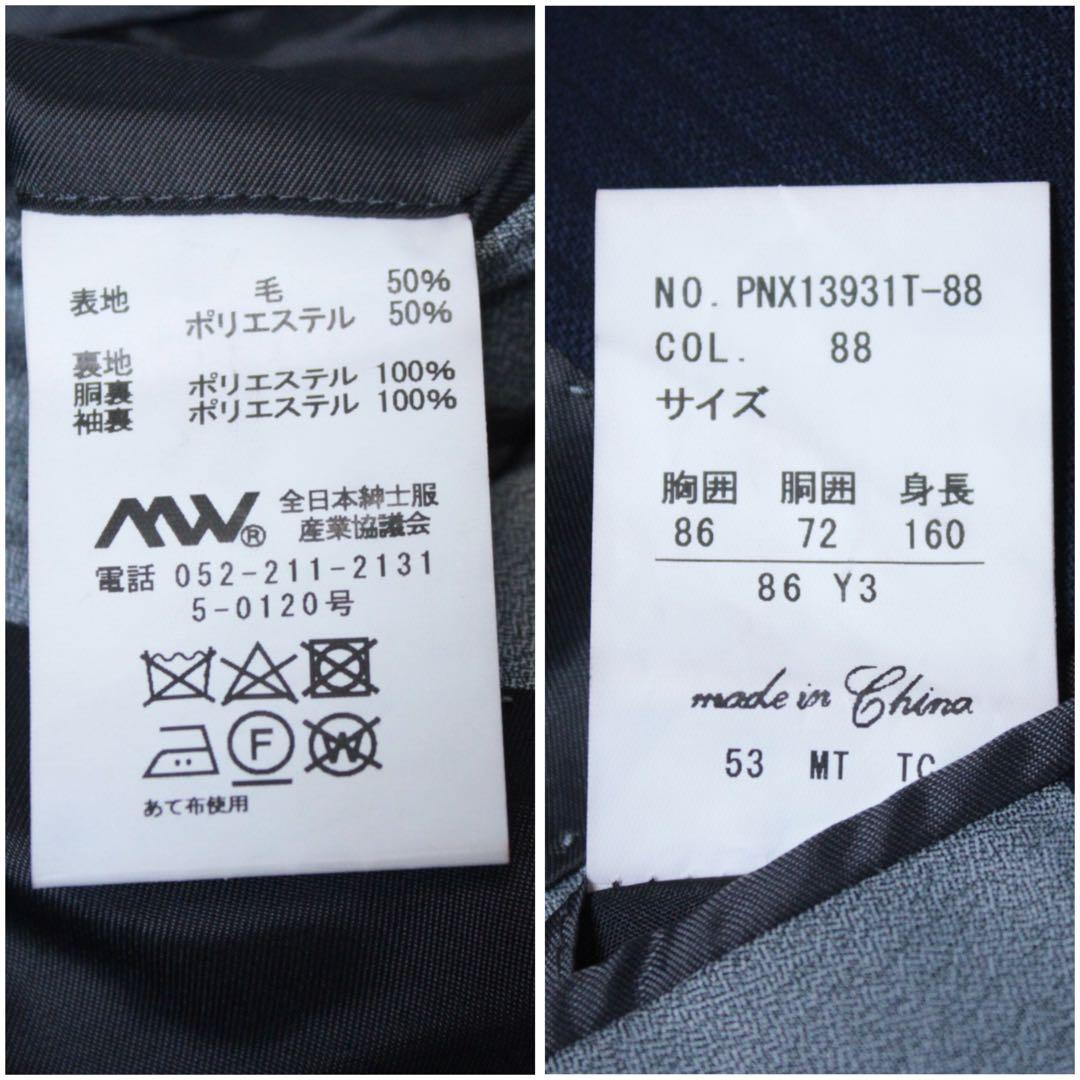 表地 毛 50%
ポリエステル 50%
裏地
胴裏 ポリエステル 100%
袖裏 ポリエステル 100%
MW® 全日本紳士服
産業協議会
電話 052-211-2131
5-0120号
F W
あて布使用
NO. PNX13931T-88
COL. 88
サイズ
胸囲 胴囲 身長
86 72 160
86 Y3
made in China
53 MT TC